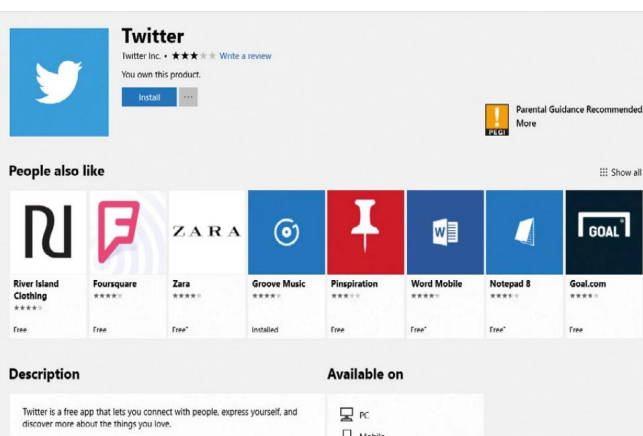 Twitter
Twitter Inc. • Write a review
You own this product.
Install ...
Parental Guidance Recommended
More
PEGI
People also like
Show all
ZARA
W
GOAL
River Island
Clothing
Foursquare
Zara
Groove Music
Pinspiration
Word Mobile
Notepad 8
Goal.com
Free
Free
Free*
Installed
Free
Free*
Free*
Free
Description
Available on
Twitter is a free app that lets you connect with people, express yourself, and
discover more about the things you love.
PC
Mobile